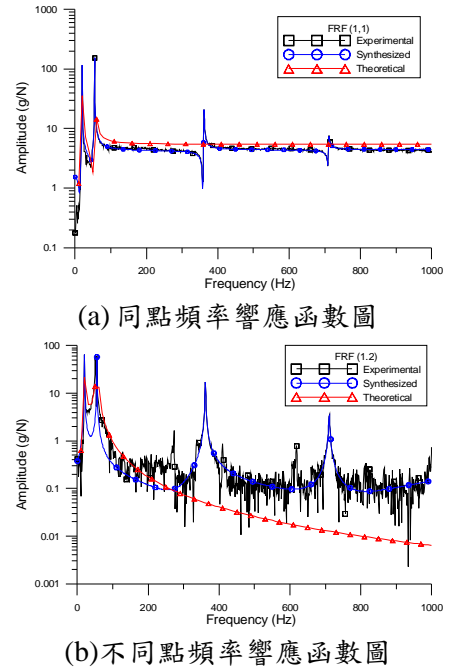 1000
100
10
1
0.1
Amplitude (g/N)
FRF (1,1)
Experimental
Synthesized
Theoretical
0 200 400 600 800 1000
Frequency (Hz)
(a) 同點頻率響應函數圖
100
10
1
0.1
0.01
0.001
Amplitude (g/N)
FRF (1.2)
Experimental
Synthesized
Theoretical
0 200 400 600 800 1000
Frequency (Hz)
(b)不同點頻率響應函數圖